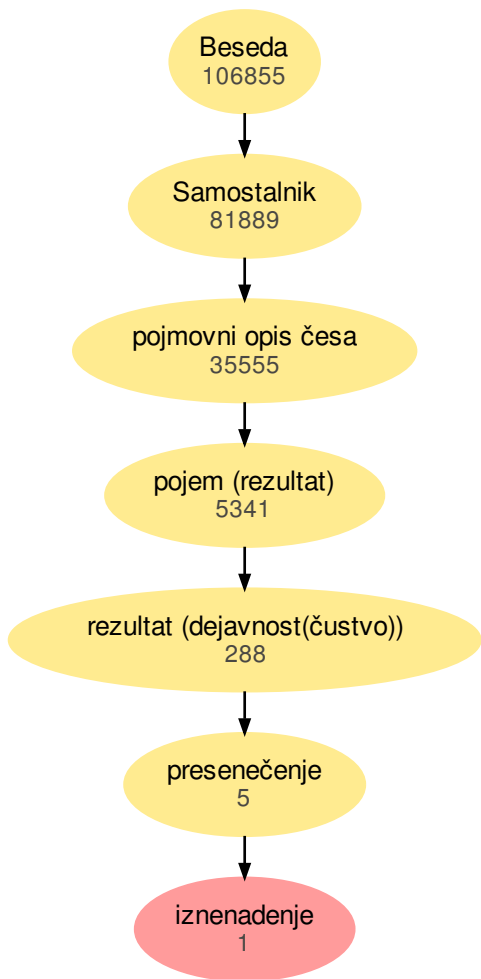 Beseda
106855
Samostalnik
81889
pojmovni opis česa
35555
pojem (rezultat)
5341
rezultat (dejavnost(čustvo))
288
presenečenje
5
iznenadenje
1